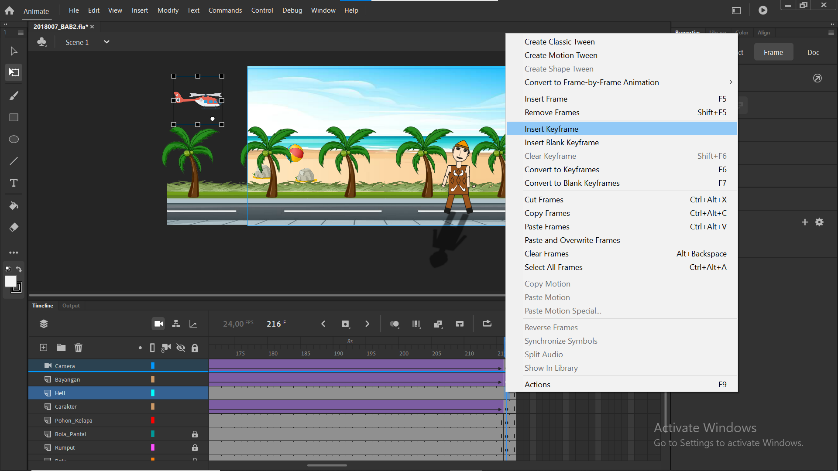 Animate File Edit View Insert Modify Text Commands Control Debug Window Help
2018007_BAB2.fla* ×
Scene 1
Align
Frame Doc
Create Classic Tween
Create Motion Tween
Create Shape Tween
Convert to Frame-by-Frame Animation
Insert Frame F5
Remove Frames Shift+F5
Insert Keyframe
Insert Blank Keyframe
Clear Keyframe Shift+F6
Convert to Keyframes F6
Convert to Blank Keyframes F7
Cut Frames Ctrl+Alt+X
Copy Frames Ctrl+Alt+C
Paste Frames Ctrl+Alt+V
Paste and Overwrite Frames
Clear Frames Alt+Backspace
Select All Frames Ctrl+Alt+A
Copy Motion
Paste Motion
Paste Motion Special...
Reverse Frames
Synchronize Symbols
Split Audio
Show In Library
Actions F9
Timeline Output
24,00 FPS 216 F
175 180 185 190 195 200 205 210
Camera
Bayangan
Heli
Carakter
Pohon_Kelapa
Bola_Pantai
Rumput
Activate Windows
Go to Settings to activate Windows.